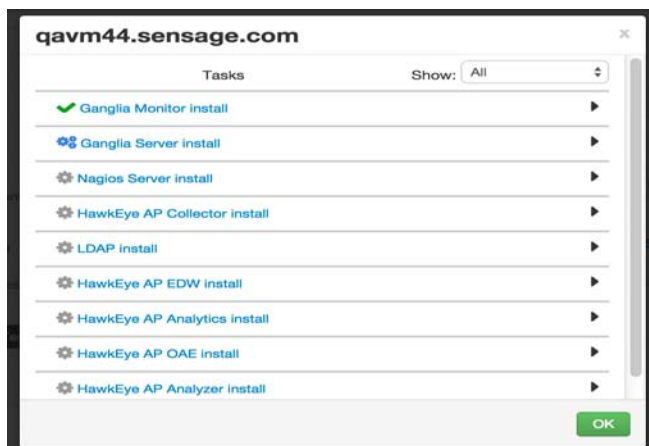 qavm44.sensage.com
Tasks Show: All
Ganglia Monitor install
Ganglia Server install
Nagios Server install
HawkEye AP Collector install
LDAP install
HawkEye AP EDW install
HawkEye AP Analytics install
HawkEye AP OAE install
HawkEye AP Analyzer install
OK